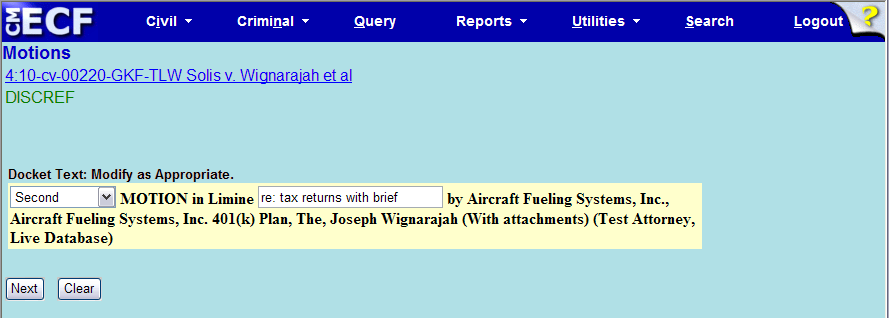 CM ECF Civil Criminal Query Reports Utilities Search Logout ?
Motions
4:10-cv-00220-GKF-TLW Solis v. Wignarajah et al
DISCREF
Docket Text: Modify as Appropriate.
Second MOTION in Limine re: tax returns with brief by Aircraft Fueling Systems, Inc.,
Aircraft Fueling Systems, Inc. 401(k) Plan, The, Joseph Wignarajah (With attachments) (Test Attorney,
Live Database)
Next Clear